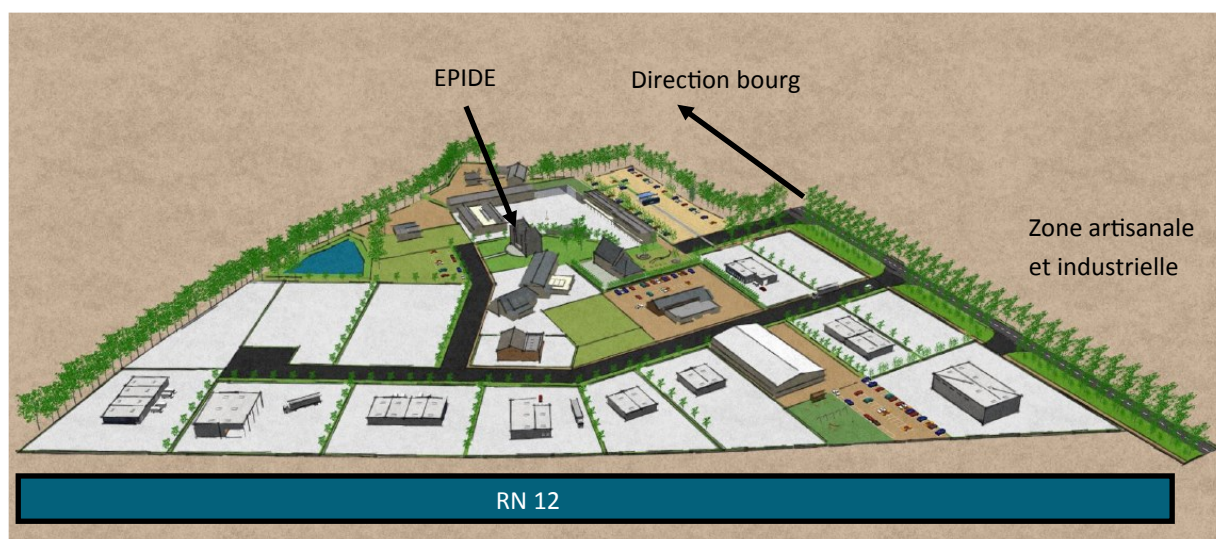 EPIDE
Direction bourg
Zone artisanale
et industrielle
RN 12